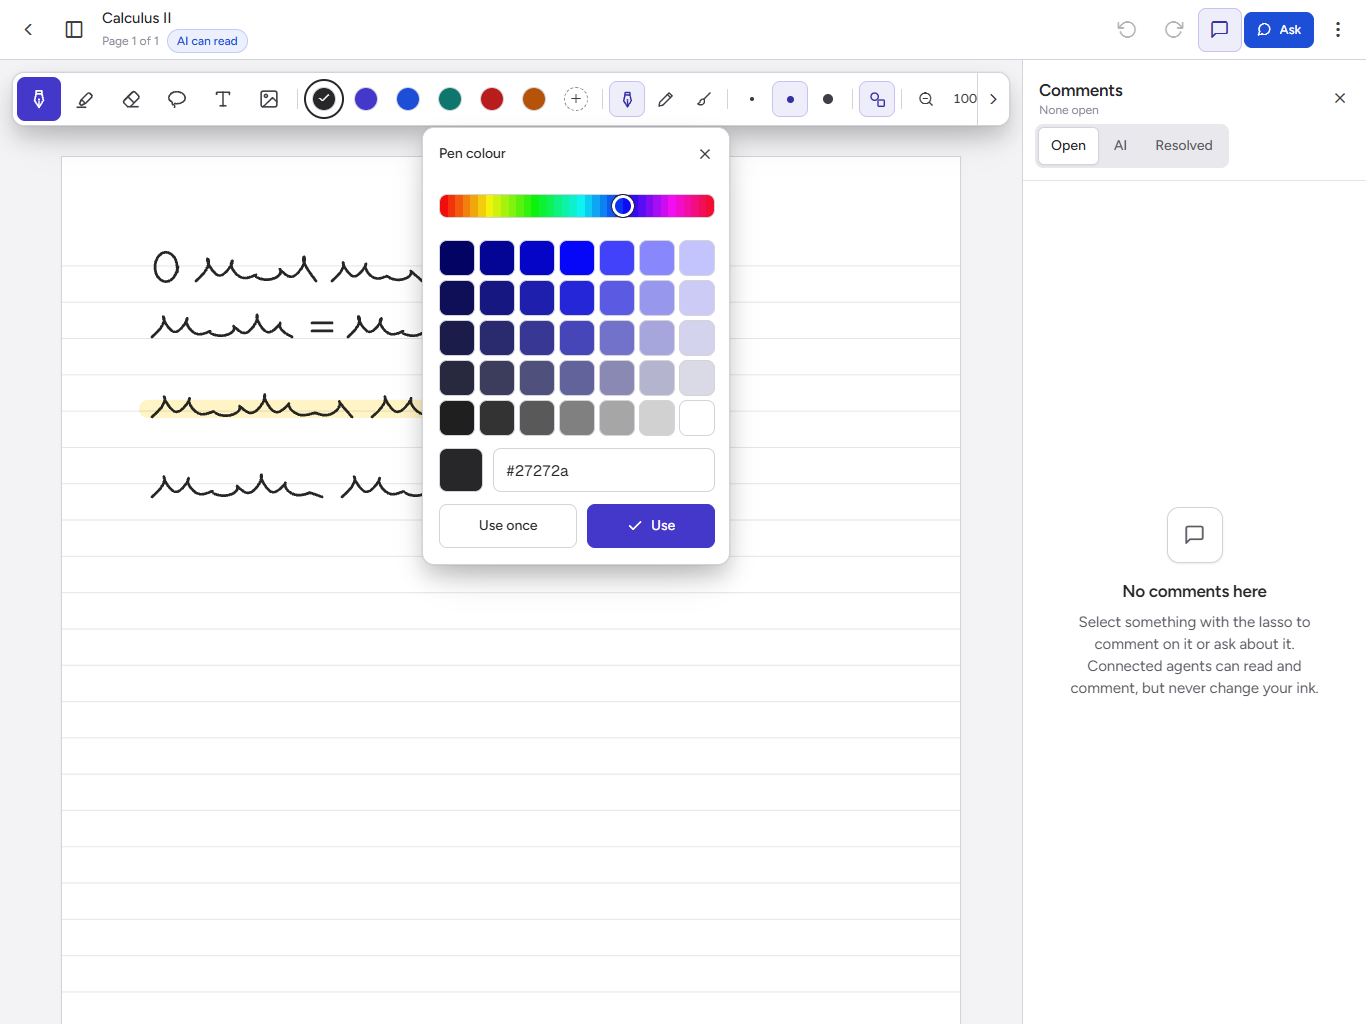 Calculus II
Page 1 of 1 AI can read
Ask
100
Pen colour
#27272a
Use once
Use
Comments
None open
Open AI Resolved
No comments here
Select something with the lasso to
comment on it or ask about it.
Connected agents can read and
comment, but never change your ink.